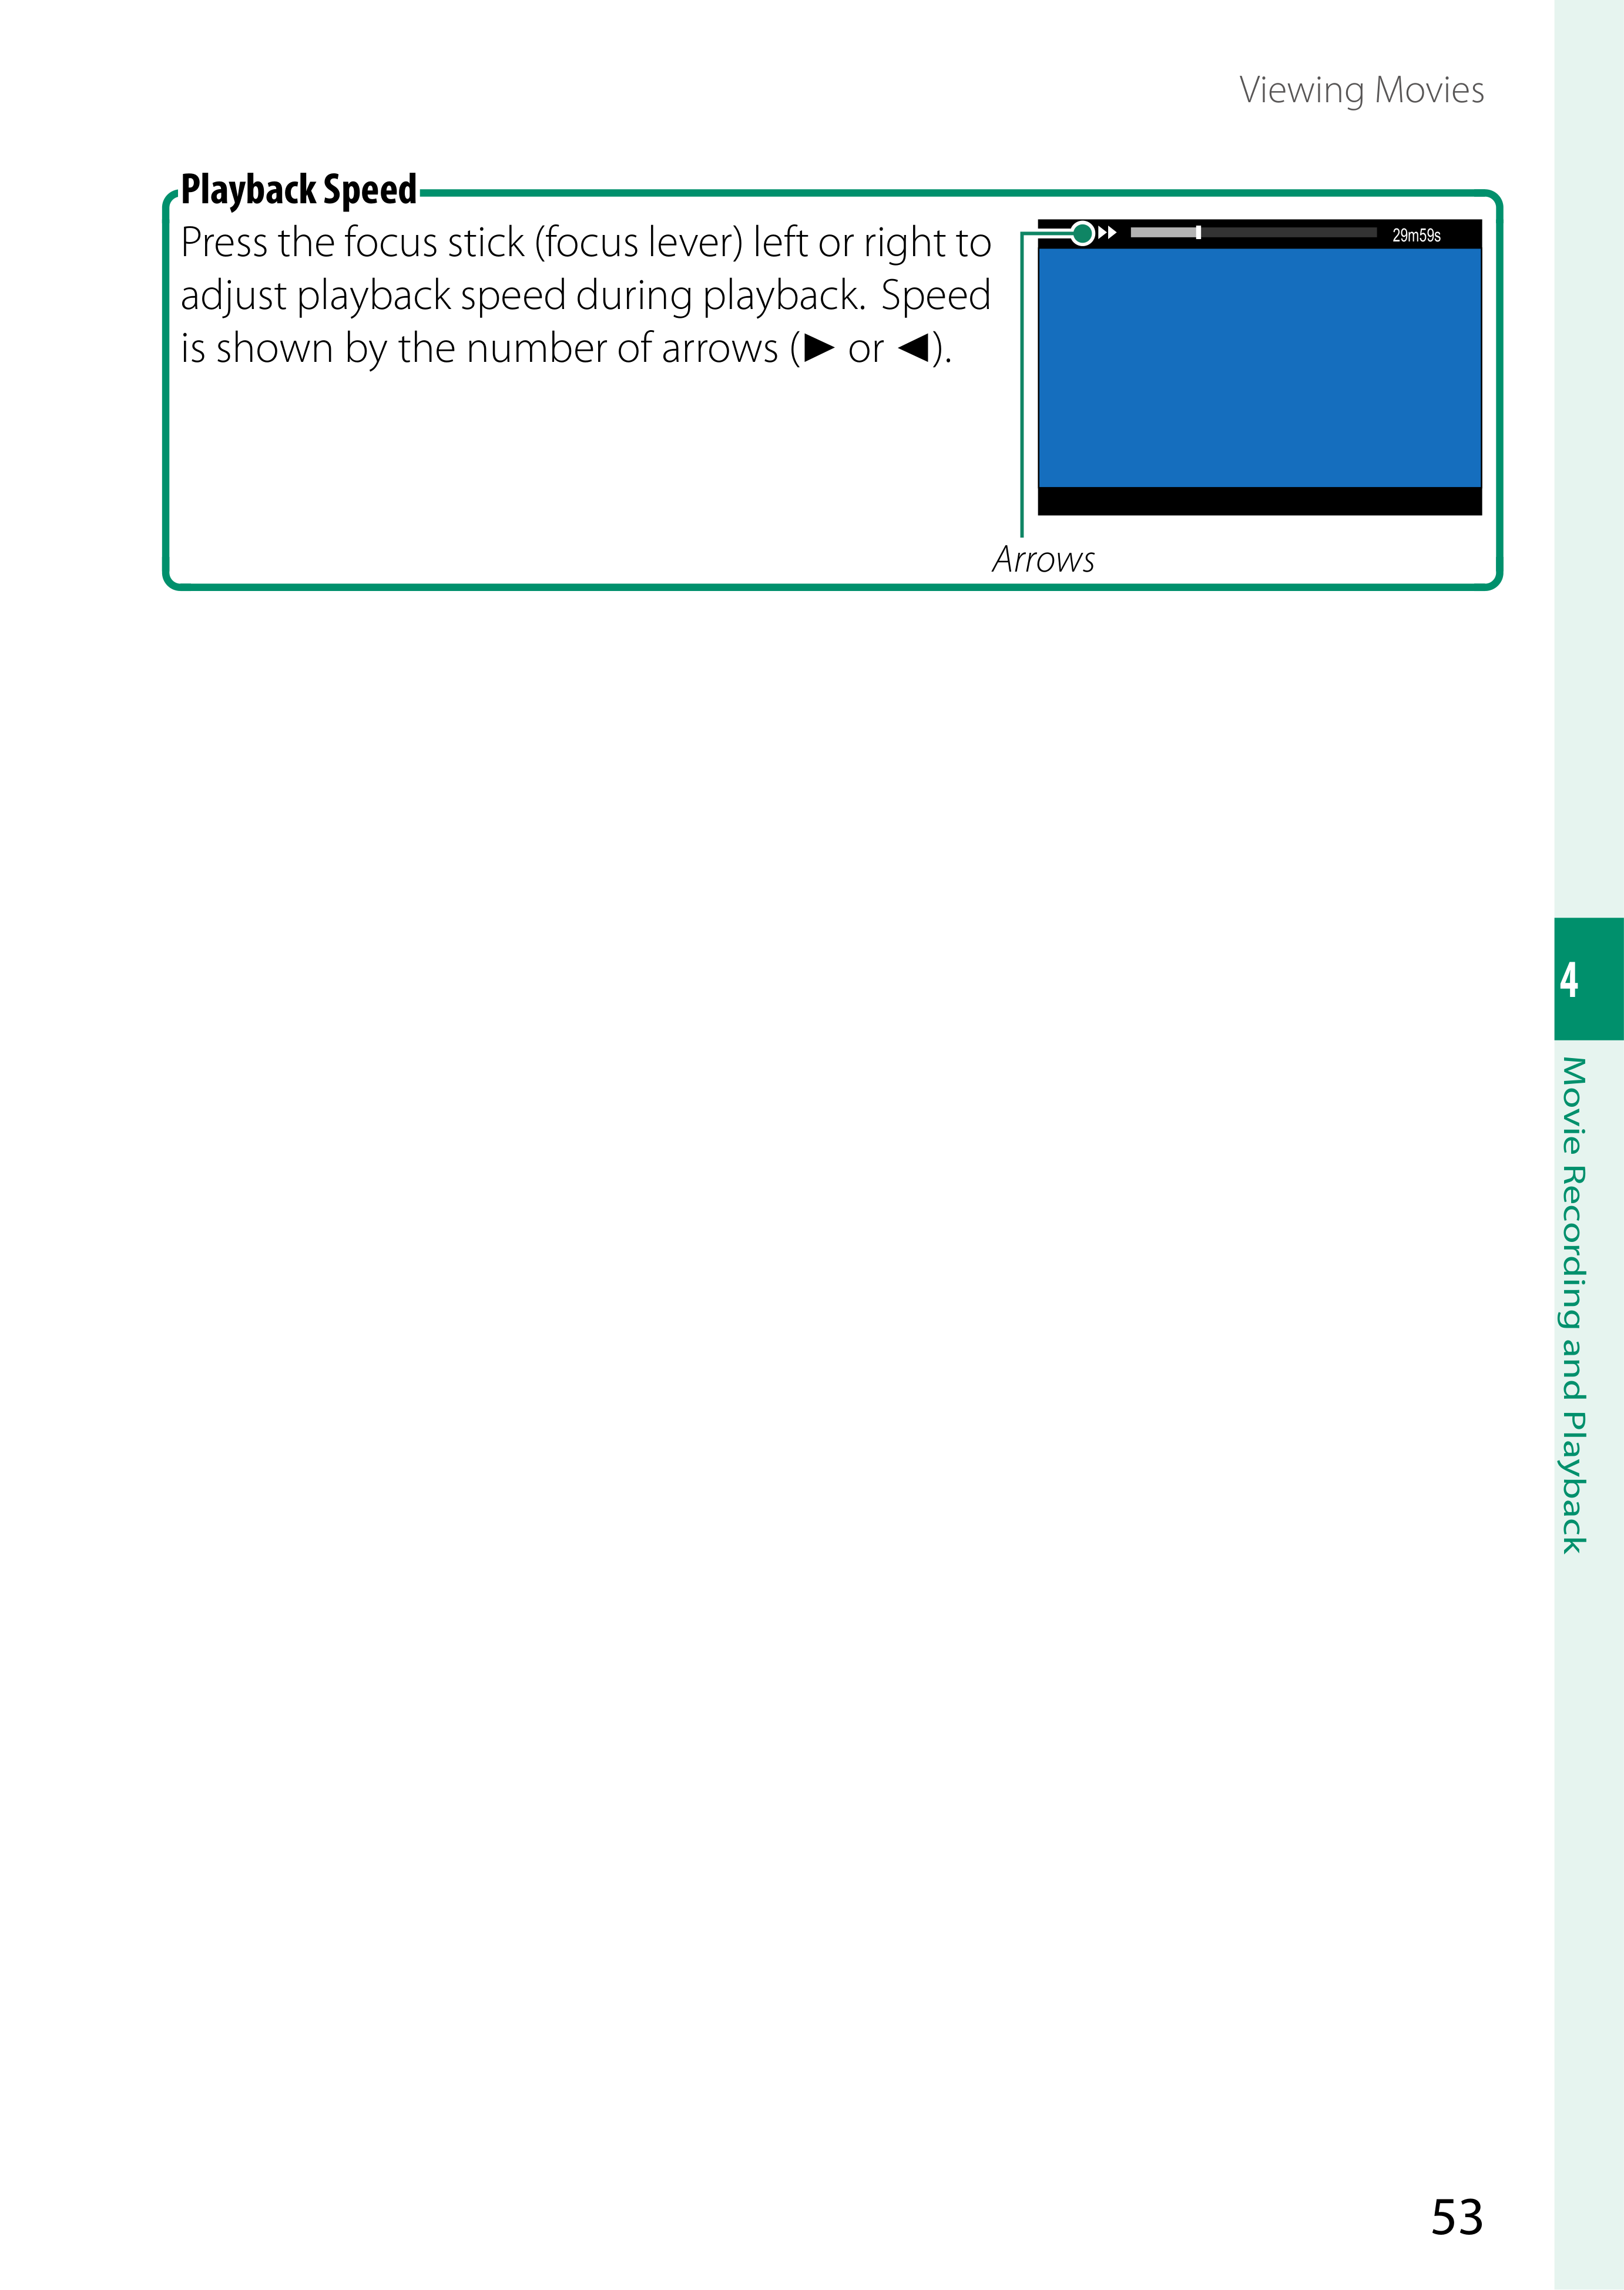 Viewing Movies
Playback Speed
Press the focus stick (focus lever) left or right to
adjust playback speed during playback. Speed
is shown by the number of arrows (▶ or ◀).
29m59s
Arrows
4
Movie Recording and Playback
53